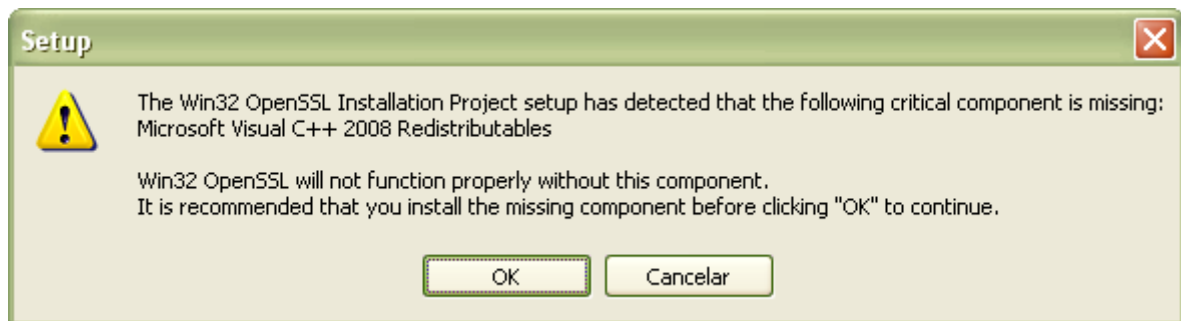 Setup
The Win32 OpenSSL Installation Project setup has detected that the following critical component is missing:
Microsoft Visual C++ 2008 Redistributables
Win32 OpenSSL will not function properly without this component.
It is recommended that you install the missing component before clicking "OK" to continue.
OK Cancelar